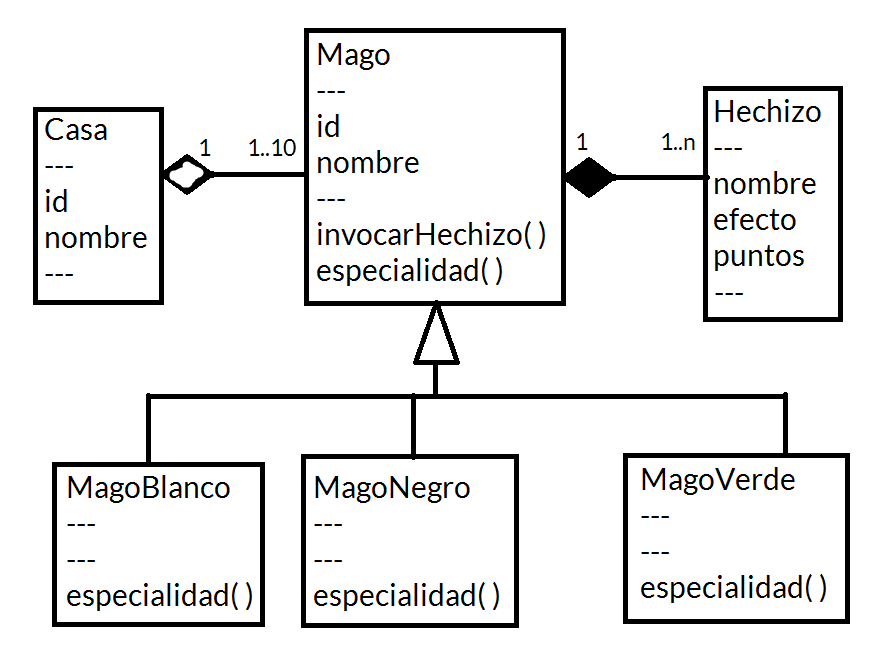 Casa
---
id
nombre
---
1
1..10
Mago
---
id
nombre
---
invocarHechizo( )
especialidad( )
1
1..n
Hechizo
---
nombre
efecto
puntos
---
MagoBlanco
---
---
especialidad( )
MagoNegro
---
---
especialidad( )
MagoVerde
---
---
especialidad( )